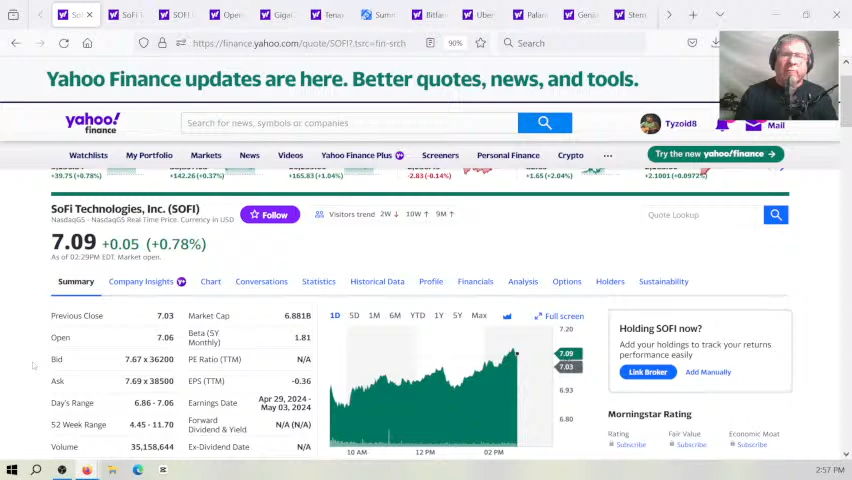 SoFi T
SOFI
Open
Giga
Tena
Summ
Bitfa
Uber
Palan
Stem
https://finance.yahoo.com/quote/SOFI?.tsrc=fin-srch
90%
Search
Yahoo Finance updates are here. Better quotes, news, and tools.
yahoo!
finance
Search for news, symbols or companies
Tyzoid8
Mail
Watchlists
My Portfolio
Markets
News
Videos
Yahoo Finance Plus
Screeners
Personal Finance
Crypto
Try the new yahoo/finance
+39.75 (+0.78%)
+142.26 (+0.37%)
+165.83 (+1.04%)
-2.83 (-0.14%)
+1.65 (+2.04%)
+2.1001 (+0.0972%)
SoFi Technologies, Inc. (SOFI)
NasdaqGS - NasdaqGS Real Time Price. Currency in USD
Follow
Visitors trend 2W 10W 9M
Quote Lookup
7.09 +0.05 (+0.78%)
As of 02:29PM EDT. Market open.
Summary
Company Insights
Chart
Conversations
Statistics
Historical Data
Profile
Financials
Analysis
Options
Holders
Sustainability
Previous Close 7.03
Open 7.06
Bid 7.67 x 36200
Ask 7.69 x 38500
Day's Range 6.86 - 7.06
52 Week Range 4.45 - 11.70
Volume 35,158,644
Market Cap 6.881B
Beta (5Y
Monthly) 1.81
PE Ratio (TTM) N/A
EPS (TTM) -0.36
Earnings Date Apr 29, 2024 -
May 03, 2024
Forward
Dividend & Yield N/A (N/A)
Ex-Dividend Date N/A
1D 5D 1M 6M YTD 1Y 5Y Max
Full screen
7.20
7.09
7.03
6.93
6.80
10 AM 12 PM 02 PM
Holding SOFI now?
Add your holdings to track your returns
performance easily
Link Broker Add Manually
Morningstar Rating
Rating Fair Value Economic Moat
Subscribe Subscribe Subscribe
2:57 PM